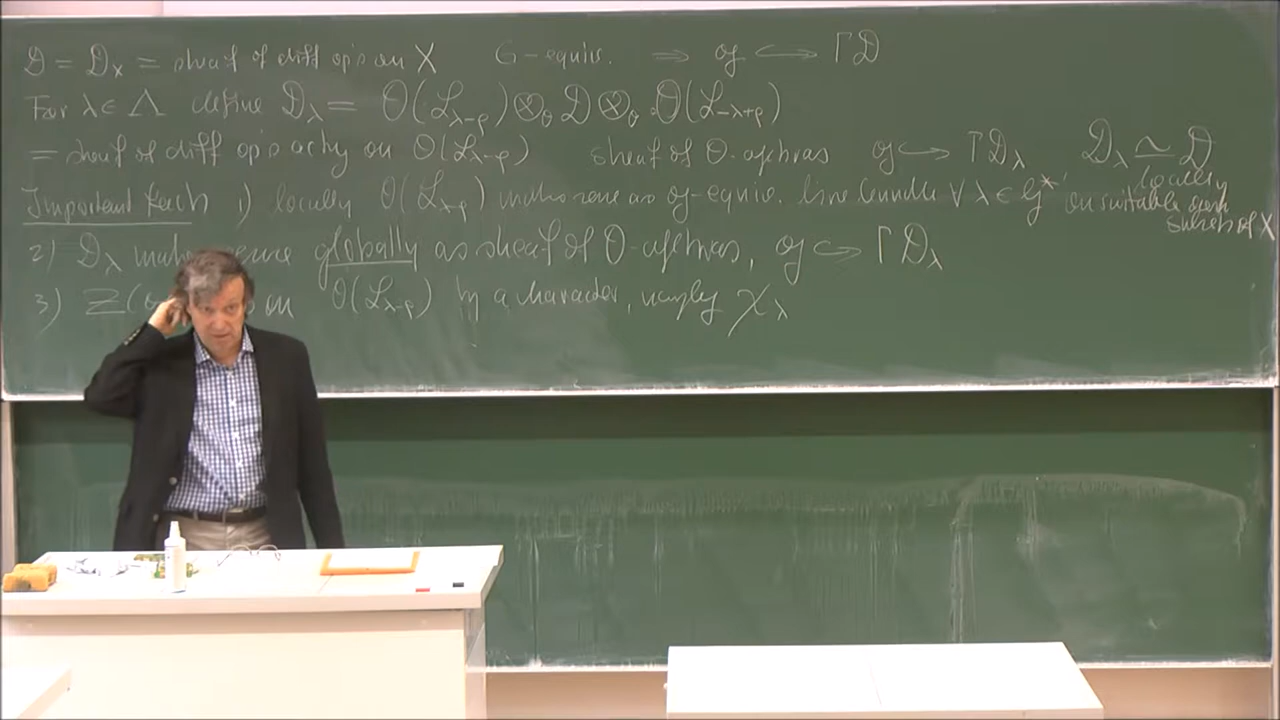 𝒟 = 𝒟_X = sheaf of diff op's on X G-equiv. ⇒ 𝔤 ↪ Γ𝒟
For λ ∈ Λ define 𝒟_λ = 𝒪(ℒ_{λ-ρ}) ⊗_𝒪 𝒟 ⊗_𝒪 𝒪(ℒ_{-λ+ρ})
= sheaf of diff op's acty on 𝒪(ℒ_{λ-ρ}) sheaf of 𝒪-algebras 𝔤 ↪ Γ𝒟_λ 𝒟_λ ≃ 𝒟
locally
Important Fact 1) locally 𝒪(ℒ_{λ-ρ}) makes sense as 𝔤-equiv. line bundle ∀ λ ∈ 𝔥* on suitable open
subsets of X
2) 𝒟_λ sense globally as sheaf of 𝒪-algebras, 𝔤 ↪ Γ𝒟_λ
3) Z( on 𝒪(ℒ_{λ-ρ}) by a character, namely χ_λ